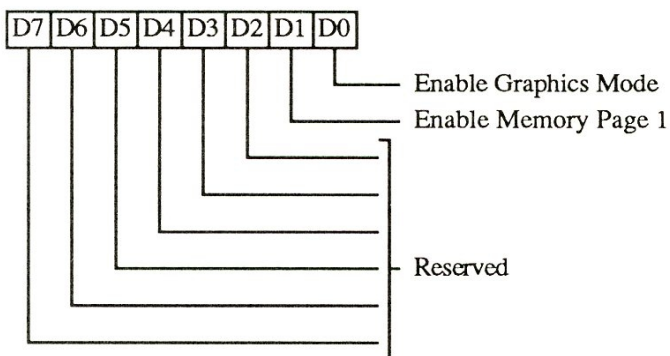 D7 D6 D5 D4 D3 D2 D1 D0
Enable Graphics Mode
Enable Memory Page 1
Reserved